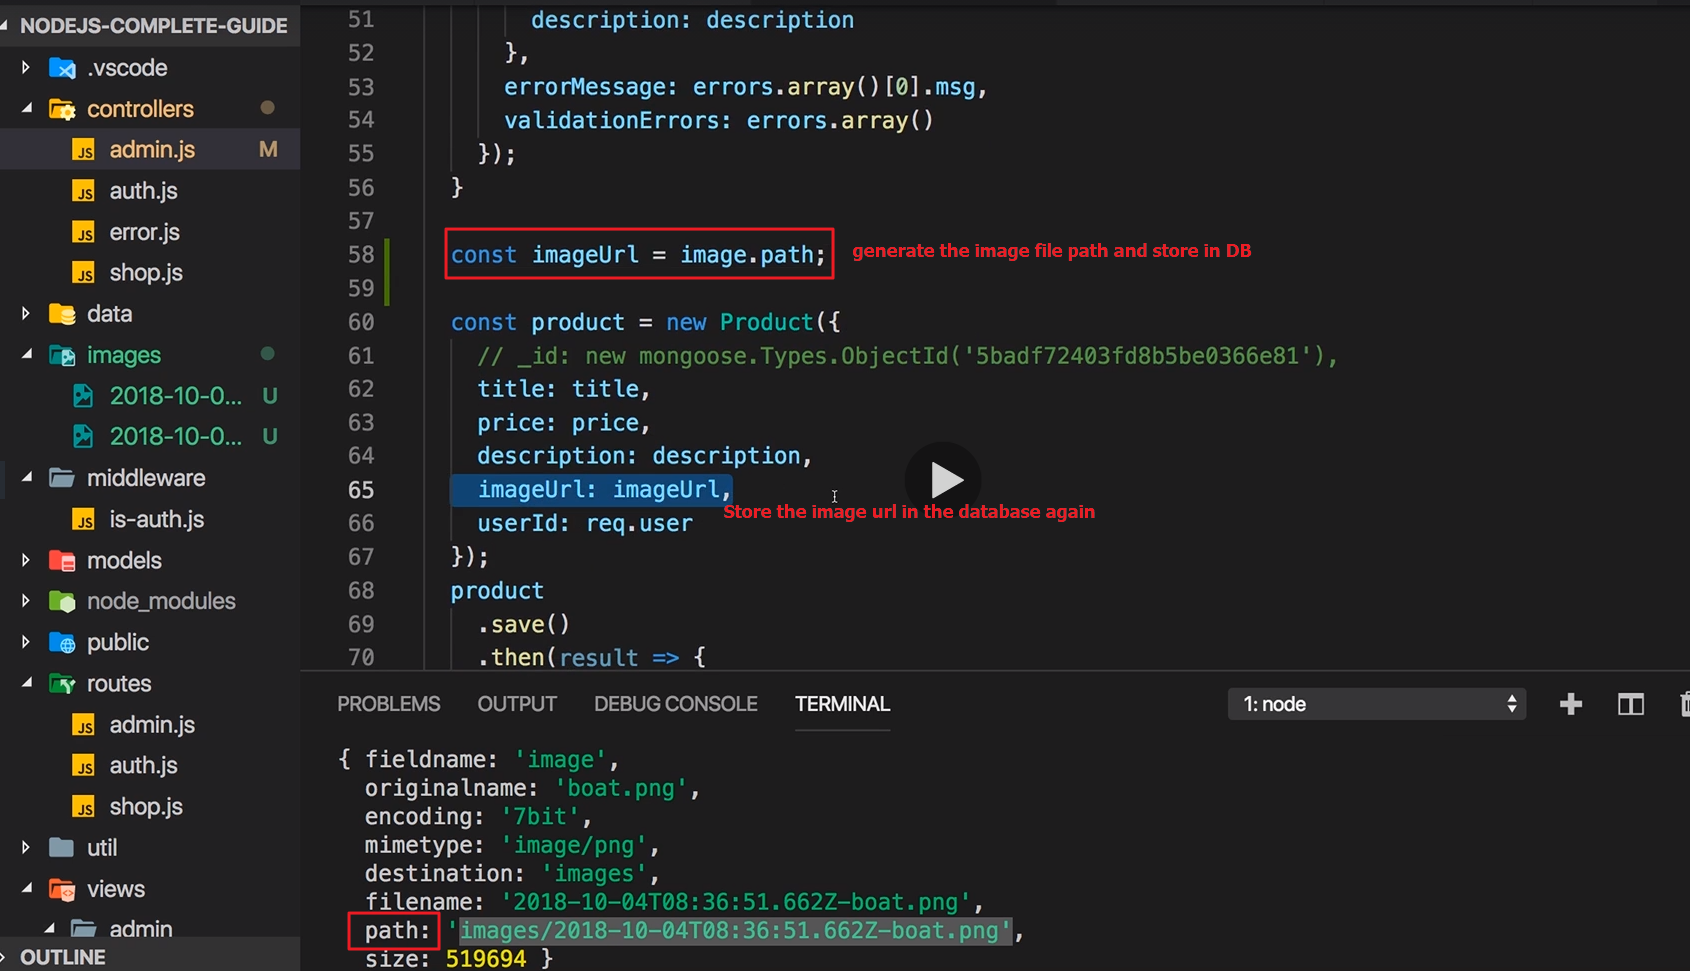 NODEJS-COMPLETE-GUIDE
.vscode
controllers
admin.js M
auth.js
error.js
shop.js
data
images
2018-10-0... U
2018-10-0... U
middleware
is-auth.js
models
node_modules
public
routes
admin.js
auth.js
shop.js
util
views
admin
OUTLINE
51 description: description
52 },
53 errorMessage: errors.array()[0].msg,
54 validationErrors: errors.array()
55 });
56 }
57
58 const imageUrl = image.path; generate the image file path and store in DB
59
60 const product = new Product({
61 // _id: new mongoose.Types.ObjectId('5badf72403fd8b5be0366e81'),
62 title: title,
63 price: price,
64 description: description,
65 imageUrl: imageUrl,
Store the image url in the database again
66 userId: req.user
67 });
68 product
69 .save()
70 .then(result => {
PROBLEMS OUTPUT DEBUG CONSOLE TERMINAL 1: node
{ fieldname: 'image',
originalname: 'boat.png',
encoding: '7bit',
mimetype: 'image/png',
destination: 'images',
filename: '2018-10-04T08:36:51.662Z-boat.png',
path: 'images/2018-10-04T08:36:51.662Z-boat.png',
size: 519694 }